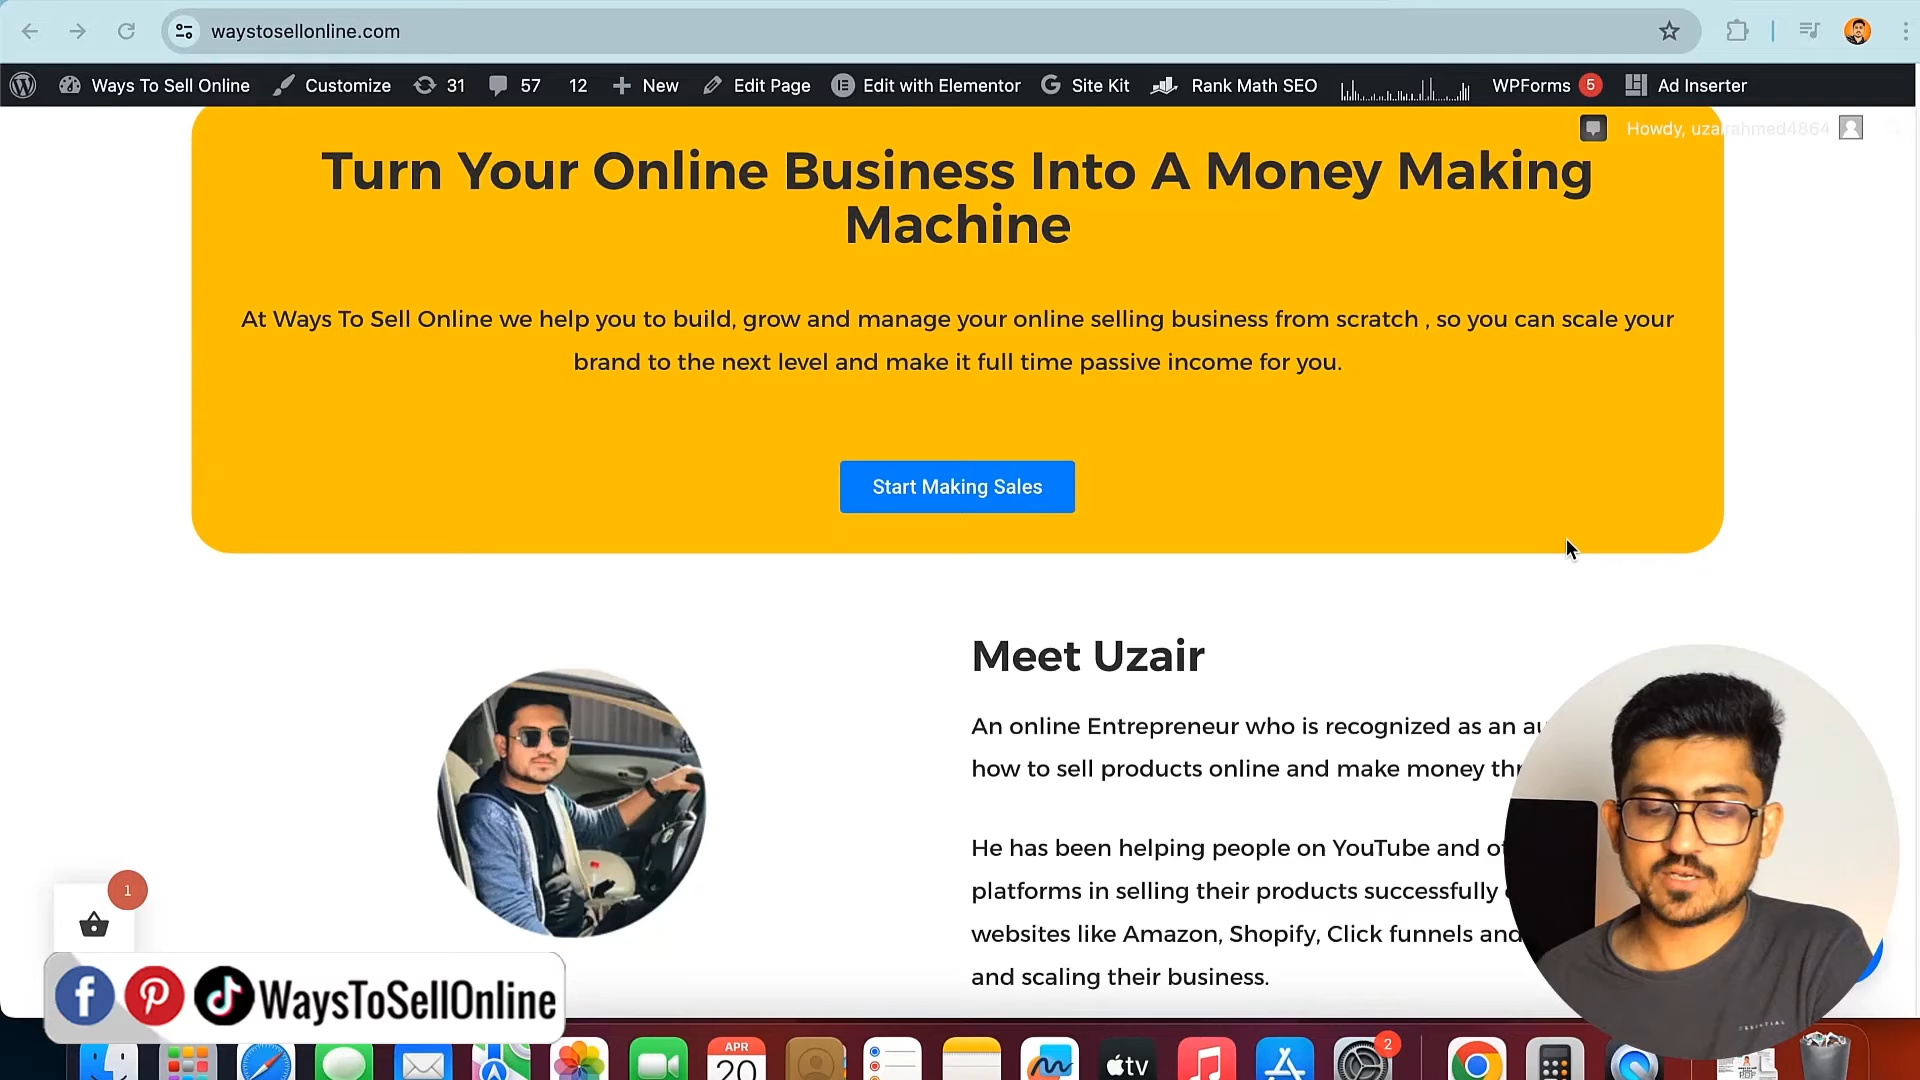 waystosellonline.com
Ways To Sell Online Customize 31 57 12 New Edit Page Edit with Elementor Site Kit Rank Math SEO WPForms 5 Ad Inserter
Howdy, uzairahmed4864
Turn Your Online Business Into A Money Making
Machine
At Ways To Sell Online we help you to build, grow and manage your online selling business from scratch , so you can scale your
brand to the next level and make it full time passive income for you.
Start Making Sales
Meet Uzair
An online Entrepreneur who is recognized as an
how to sell products online and make money
He has been helping people on YouTube and
platforms in selling their products successfully
websites like Amazon, Shopify, Click funnels and
and scaling their business.
1
WaysToSellOnline
APR
20
tv
2